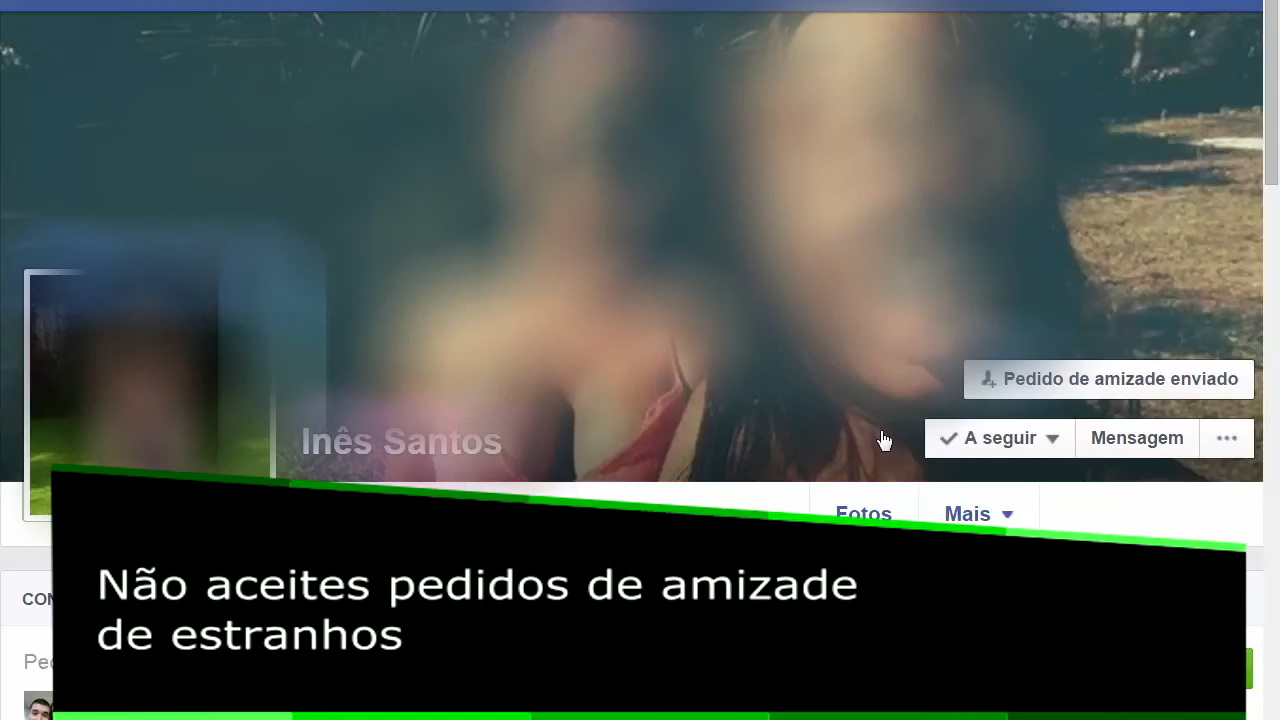 Pedido de amizade enviado
Inês Santos
A seguir
Mensagem
Fotos
Mais
Não aceites pedidos de amizade
de estranhos